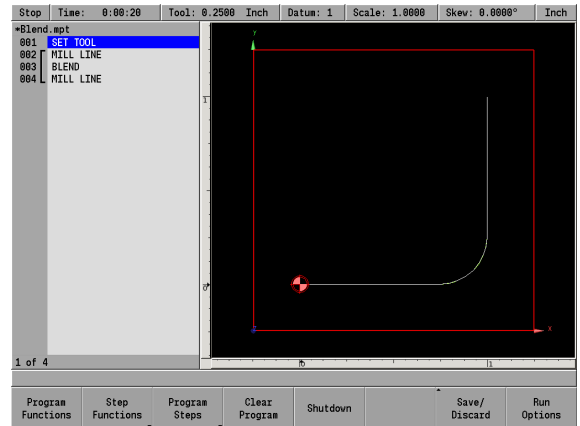 Stop Time: 0:00:20 Tool: 0.2500 Inch Datum: 1 Scale: 1.0000 Skew: 0.0000° Inch
*Blend.mpt
001 SET TOOL
002 MILL LINE
003 BLEND
004 MILL LINE
Y
1
0
Z
X
1 of 4
0 1
Program Functions
Step Functions
Program Steps
Clear Program
Shutdown
Save/ Discard
Run Options